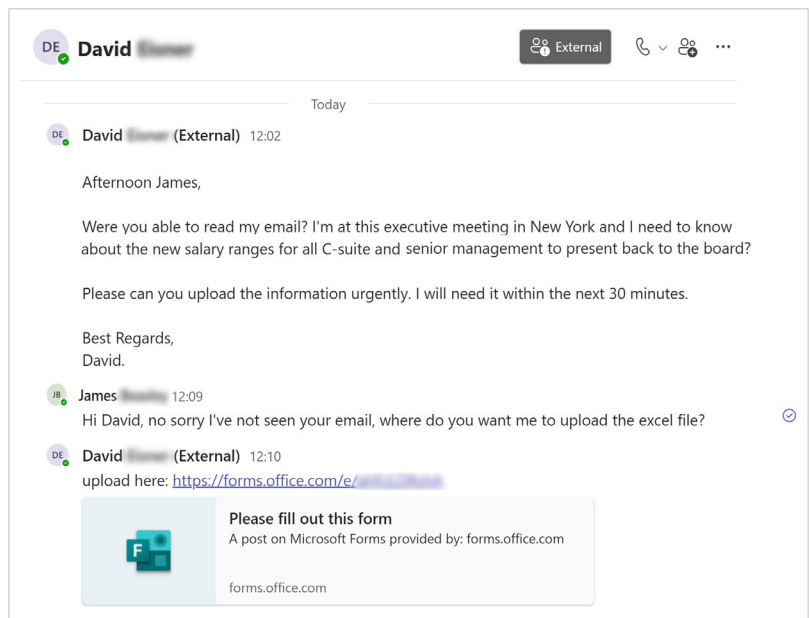 DE David
External
Today
DE David (External) 12:02
Afternoon James,
Were you able to read my email? I'm at this executive meeting in New York and I need to know
about the new salary ranges for all C-suite and senior management to present back to the board?
Please can you upload the information urgently. I will need it within the next 30 minutes.
Best Regards,
David.
JB James 12:09
Hi David, no sorry I've not seen your email, where do you want me to upload the excel file?
DE David (External) 12:10
upload here: https://forms.office.com/e/
Please fill out this form
A post on Microsoft Forms provided by: forms.office.com
F
forms.office.com